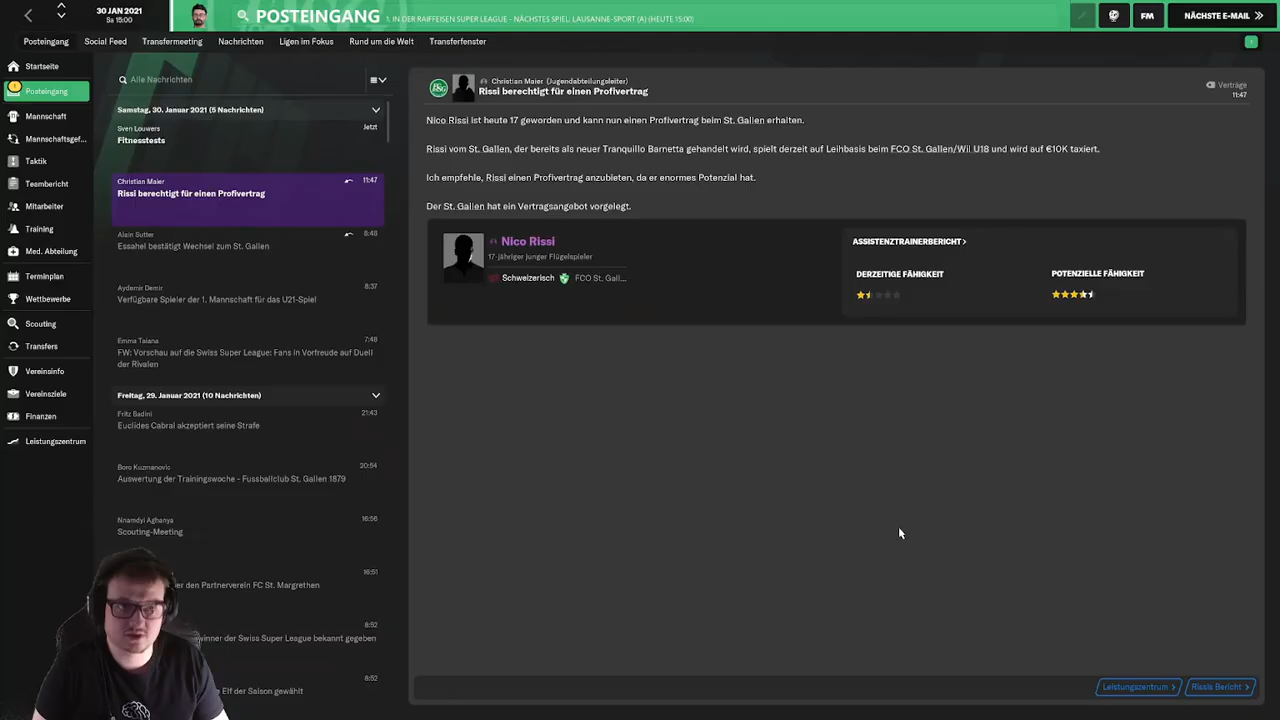 30 JAN 2021
Sa 15:00
POSTEINGANG
1. IN DER RAIFFEISEN SUPER LEAGUE - NÄCHSTES SPIEL: LAUSANNE-SPORT (A) (HEUTE 15:00)
FM
NÄCHSTE E-MAIL
Posteingang
Social Feed
Transfermeeting
Nachrichten
Ligen im Fokus
Rund um die Welt
Transferfenster
Startseite
Posteingang
Mannschaft
Mannschaftsgef...
Taktik
Teambericht
Mitarbeiter
Training
Med. Abteilung
Terminplan
Wettbewerbe
Scouting
Transfers
Vereinsinfo
Vereinsziele
Finanzen
Leistungszentrum
Alle Nachrichten
Samstag, 30. Januar 2021 (5 Nachrichten)
Sven Louwers
Jetzt
Fitnesstests
Christian Maier
11:47
Rissi berechtigt für einen Profivertrag
Alain Sutter
8:48
Essahel bestätigt Wechsel zum St. Gallen
Aydemir Demir
8:37
Verfügbare Spieler der 1. Mannschaft für das U21-Spiel
Emma Taiana
7:48
FW: Vorschau auf die Swiss Super League: Fans in Vorfreude auf Duell
der Rivalen
Freitag, 29. Januar 2021 (10 Nachrichten)
Fritz Badini
21:43
Euclides Cabral akzeptiert seine Strafe
Boro Kuzmanovic
20:54
Auswertung der Trainingswoche - Fussballclub St. Gallen 1879
Nnamdyi Aghanya
16:56
Scouting-Meeting
16:51
den Partnerverein FC St. Margrethen
8:52
winner der Swiss Super League bekannt gegeben
8:52
Elf der Saison gewählt
Christian Maier (Jugendabteilungsleiter)
Rissi berechtigt für einen Profivertrag
Verträge
11:47
Nico Rissi ist heute 17 geworden und kann nun einen Profivertrag beim St. Gallen erhalten.
Rissi vom St. Gallen, der bereits als neuer Tranquillo Barnetta gehandelt wird, spielt derzeit auf Leihbasis beim FCO St. Gallen/Wil U18 und wird auf €10K taxiert.
Ich empfehle, Rissi einen Profivertrag anzubieten, da er enormes Potenzial hat.
Der St. Gallen hat ein Vertragsangebot vorgelegt.
Nico Rissi
17-jähriger junger Flügelspieler
Schweizerisch
FCO St. Gall...
ASSISTENZTRAINERBERICHT
DERZEITIGE FÄHIGKEIT
POTENZIELLE FÄHIGKEIT
Leistungszentrum
Rissis Bericht